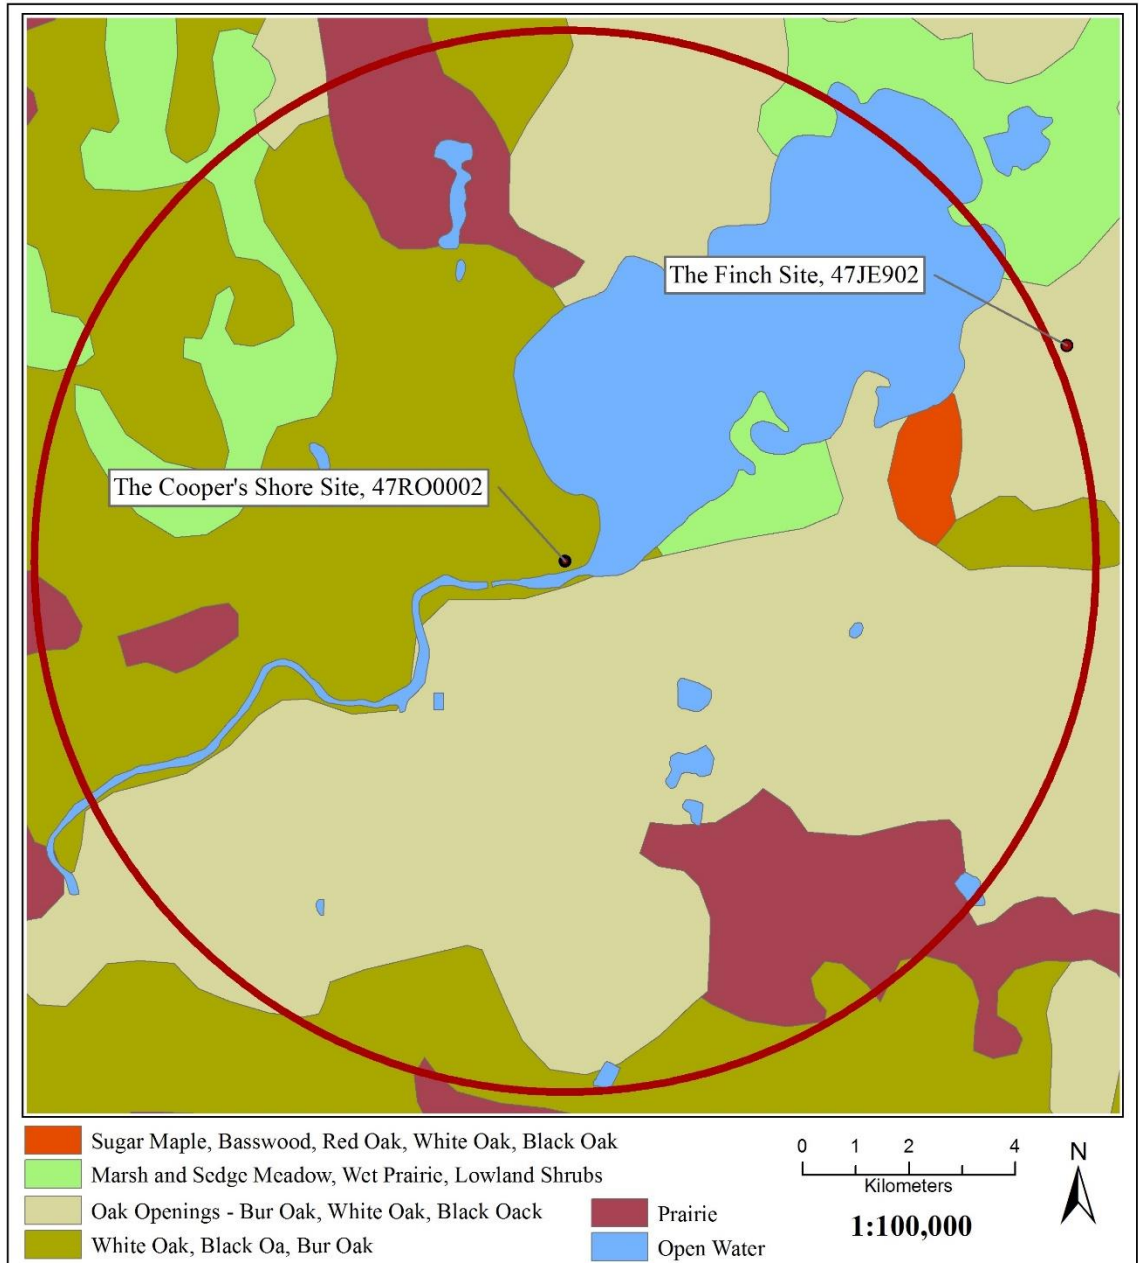 The Finch Site, 47JE902
The Cooper's Shore Site, 47RO0002
Sugar Maple, Basswood, Red Oak, White Oak, Black Oak
Marsh and Sedge Meadow, Wet Prairie, Lowland Shrubs
Oak Openings - Bur Oak, White Oak, Black Oack
White Oak, Black Oa, Bur Oak
Prairie
Open Water
0 1 2 4
Kilometers
1:100,000
N